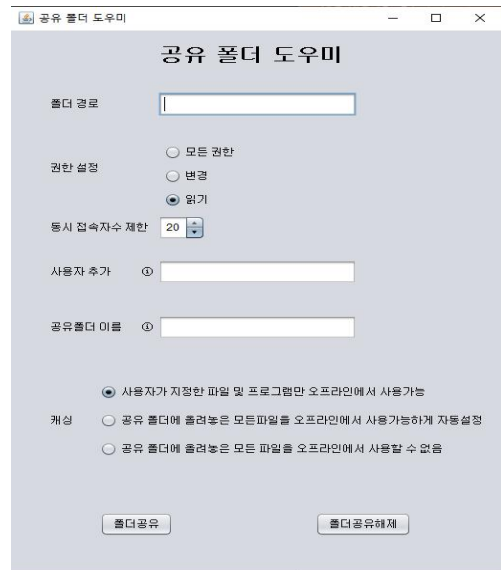 공유 폴더 도우미
공유 폴더 도우미
폴더 경로
권한 설정
모든 권한
변경
읽기
동시 접속자수 제한 20
사용자 추가 ①
공유폴더 이름 ①
캐싱
사용자가 지정한 파일 및 프로그램만 오프라인에서 사용가능
공유 폴더에 올려놓은 모든파일을 오프라인에서 사용가능하게 자동설정
공유 폴더에 올려놓은 모든 파일을 오프라인에서 사용할 수 없음
폴더공유 폴더공유해제